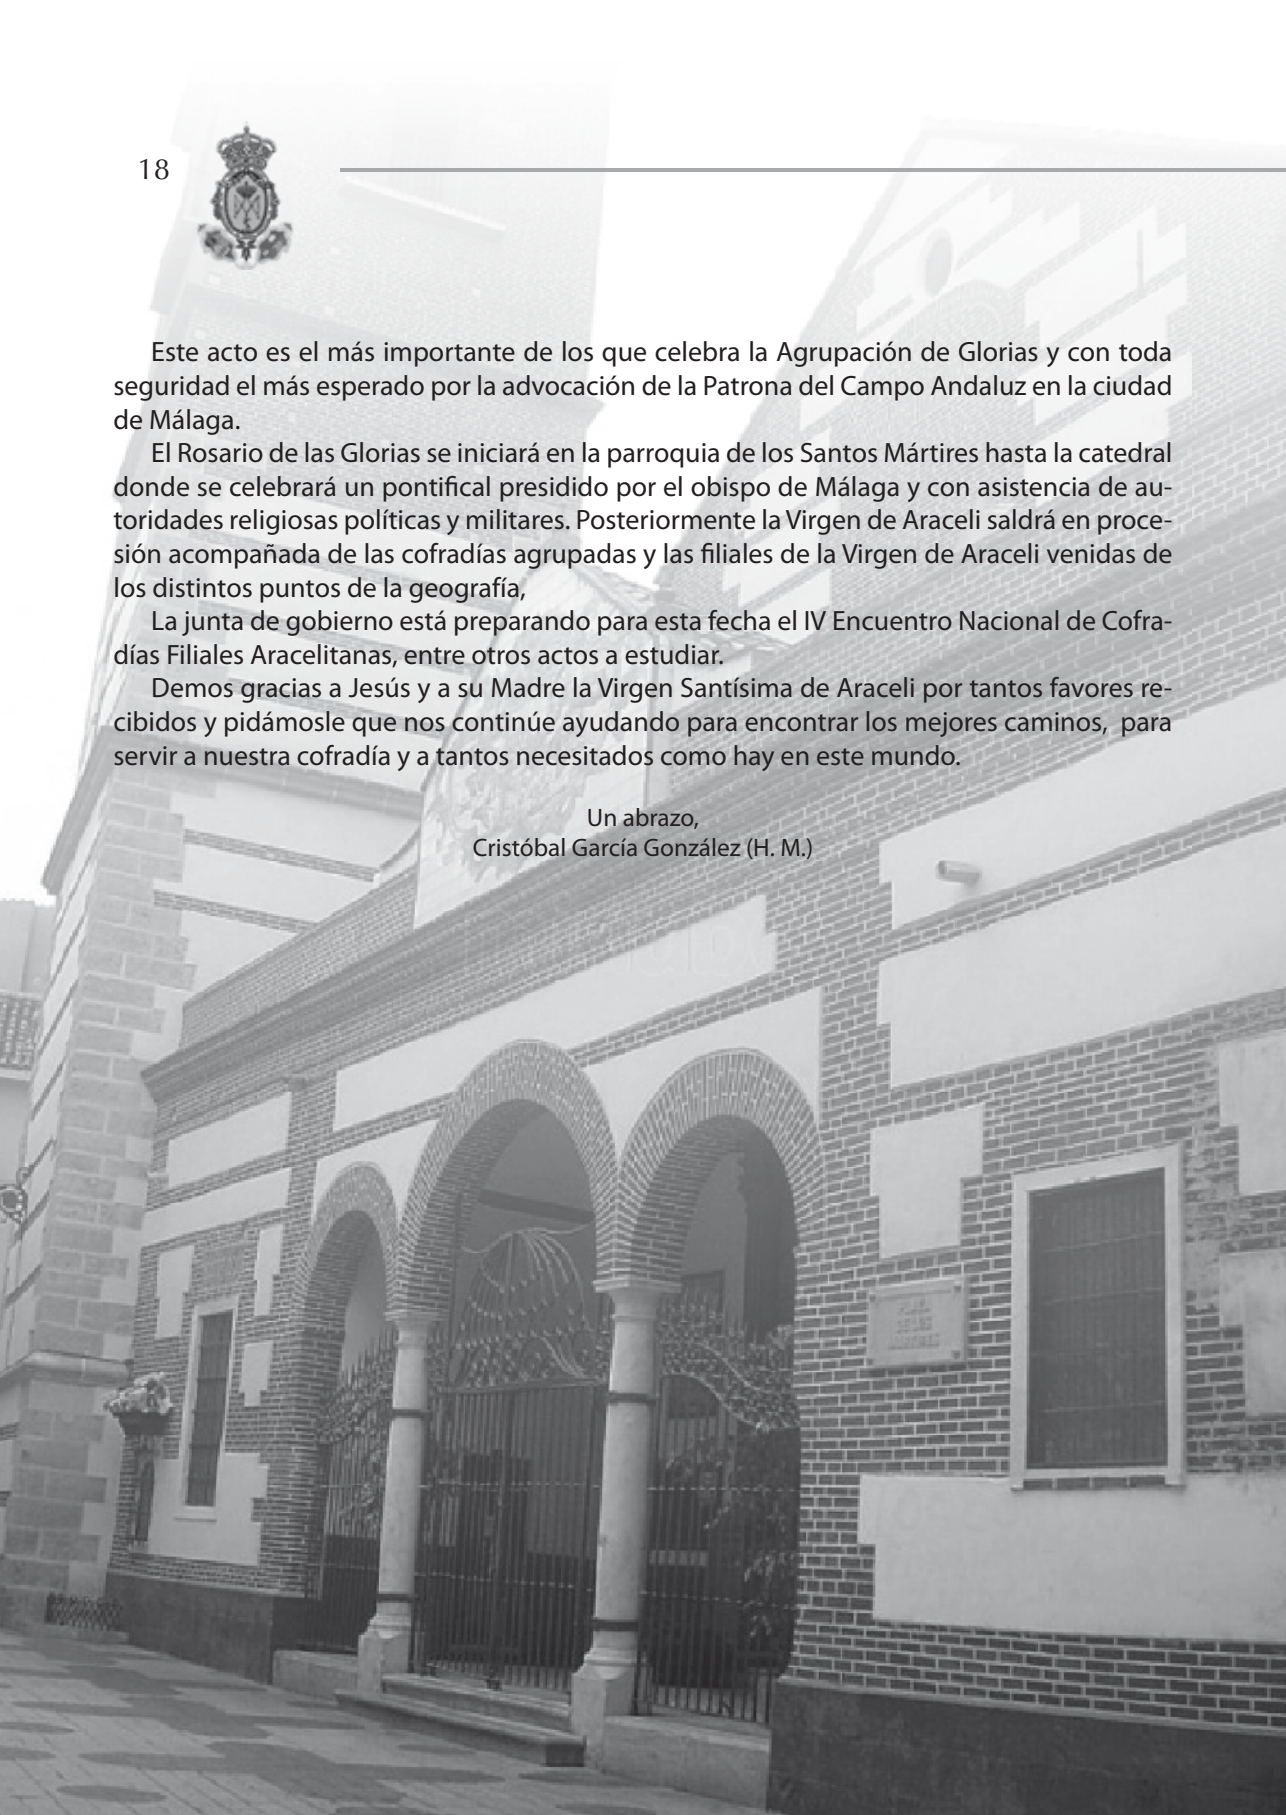 18
Este acto es el más importante de los que celebra la Agrupación de Glorias y con toda
seguridad el más esperado por la advocación de la Patrona del Campo Andaluz en la ciudad
de Málaga.
El Rosario de las Glorias se iniciará en la parroquia de los Santos Mártires hasta la catedral
donde se celebrará un pontifical presidido por el obispo de Málaga y con asistencia de au-
toridades religiosas políticas y militares. Posteriormente la Virgen de Araceli saldrá en proce-
sión acompañada de las cofradías agrupadas y las filiales de la Virgen de Araceli venidas de
los distintos puntos de la geografía,
La junta de gobierno está preparando para esta fecha el IV Encuentro Nacional de Cofra-
días Filiales Aracelitanas, entre otros actos a estudiar.
Demos gracias a Jesús y a su Madre la Virgen Santísima de Araceli por tantos favores re-
cibidos y pidámosle que nos continúe ayudando para encontrar los mejores caminos, para
servir a nuestra cofradía y a tantos necesitados como hay en este mundo.
Un abrazo,
Cristóbal García González (H. M.)